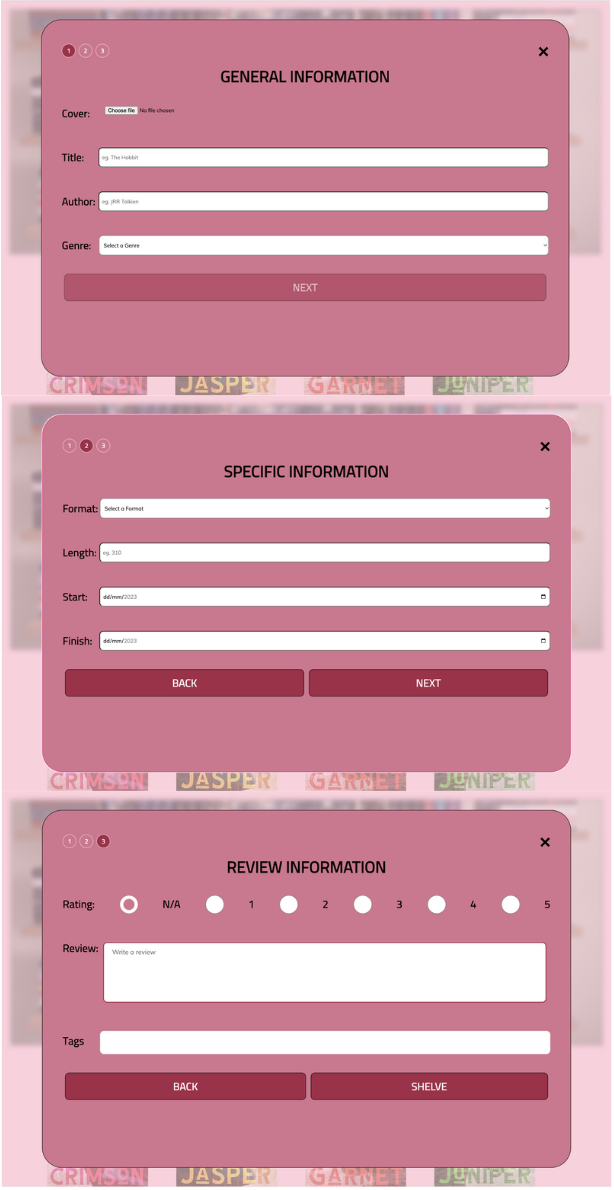 1 2 3
GENERAL INFORMATION
Cover: Choose file No file chosen
Title: eg. The Hobbit
Author: eg. JRR Tolkien
Genre: Select a Genre
NEXT
CRIMSON JASPER GARNET JUNIPER
1 2 3
SPECIFIC INFORMATION
Format: Select a Format
Length: eg. 310
Start: dd/mm/2023
Finish: dd/mm/2023
BACK NEXT
CRIMSON JASPER GARNET JUNIPER
1 2 3
REVIEW INFORMATION
Rating: N/A 1 2 3 4 5
Review: Write a review
Tags
BACK SHELVE
CRIMSON JASPER GARNET JUNIPER